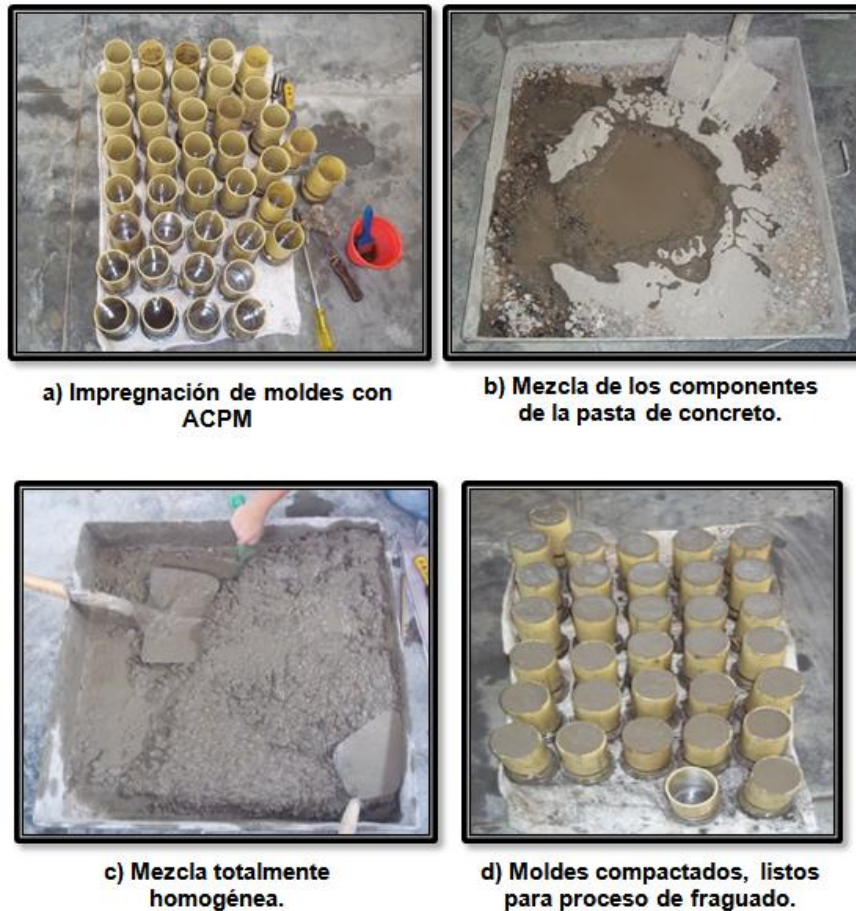 a) Impregnación de moldes con
ACPM
b) Mezcla de los componentes
de la pasta de concreto.
c) Mezcla totalmente
homogénea.
d) Moldes compactados, listos
para proceso de fraguado.